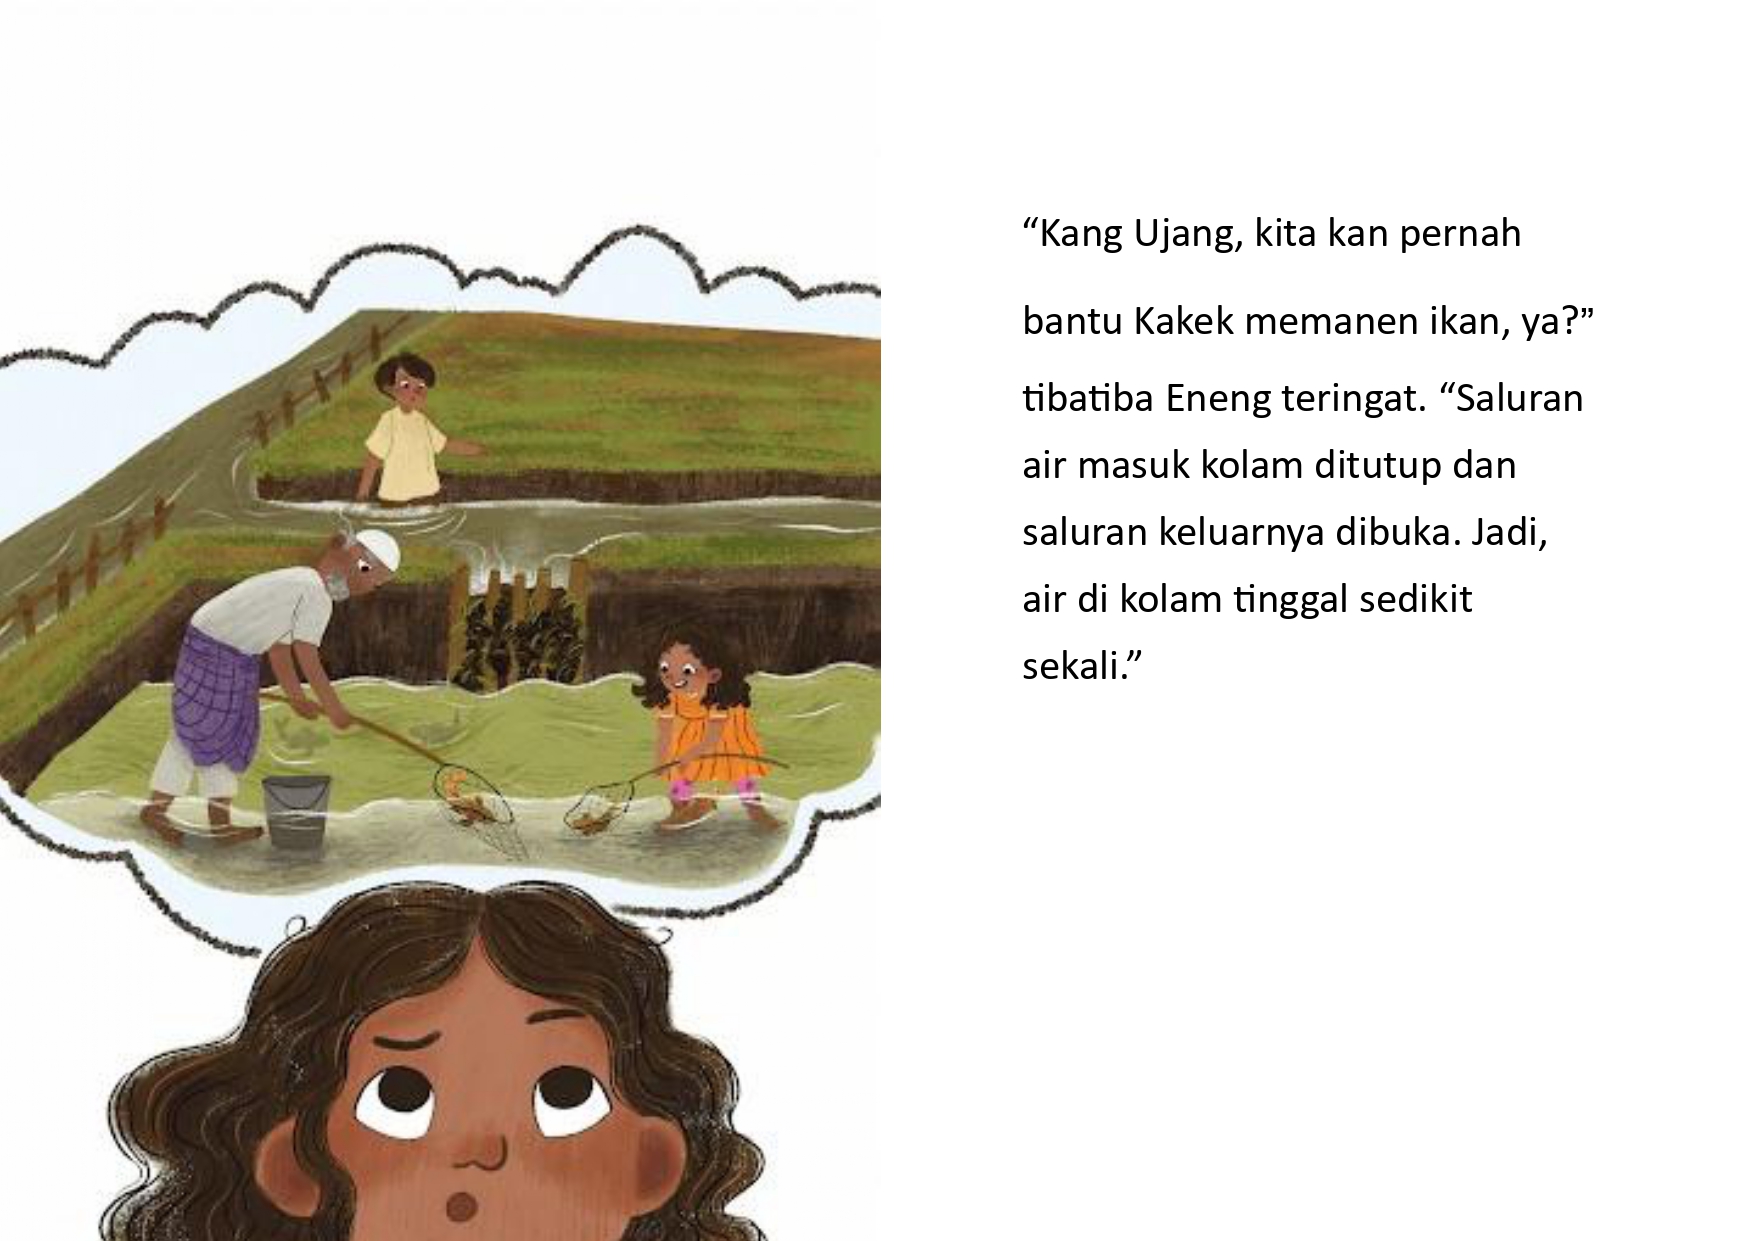 “Kang Ujang, kita kan pernah
bantu Kakek memanen ikan, ya?”
tibatiba Eneng teringat. “Saluran
air masuk kolam ditutup dan
saluran keluarnya dibuka. Jadi,
air di kolam tinggal sedikit
sekali.”